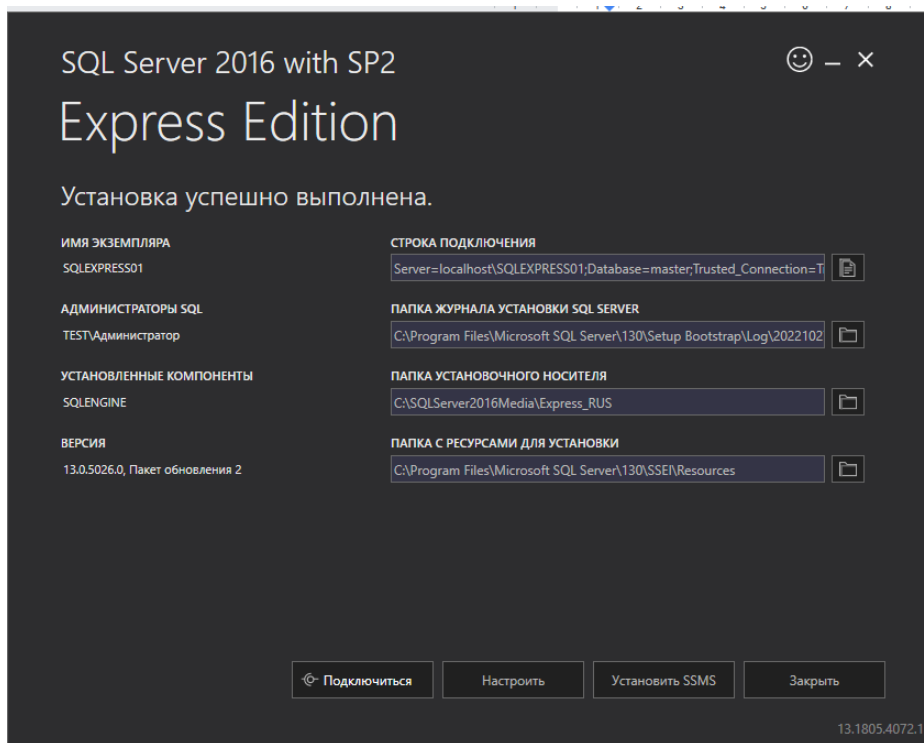 SQL Server 2016 with SP2
Express Edition
Установка успешно выполнена.
ИМЯ ЭКЗЕМПЛЯРА
SQLEXPRESS01
СТРОКА ПОДКЛЮЧЕНИЯ
Server=localhost\SQLEXPRESS01;Database=master;Trusted_Connection=T
АДМИНИСТРАТОРЫ SQL
TEST\Администратор
ПАПКА ЖУРНАЛА УСТАНОВКИ SQL SERVER
C:\Program Files\Microsoft SQL Server\130\Setup Bootstrap\Log\2022102
УСТАНОВЛЕННЫЕ КОМПОНЕНТЫ
SQLENGINE
ПАПКА УСТАНОВОЧНОГО НОСИТЕЛЯ
C:\SQLServer2016Media\Express_RUS
ВЕРСИЯ
13.0.5026.0, Пакет обновления 2
ПАПКА С РЕСУРСАМИ ДЛЯ УСТАНОВКИ
C:\Program Files\Microsoft SQL Server\130\SSEI\Resources
Подключиться
Настроить
Установить SSMS
Закрыть
13.1805.4072.1